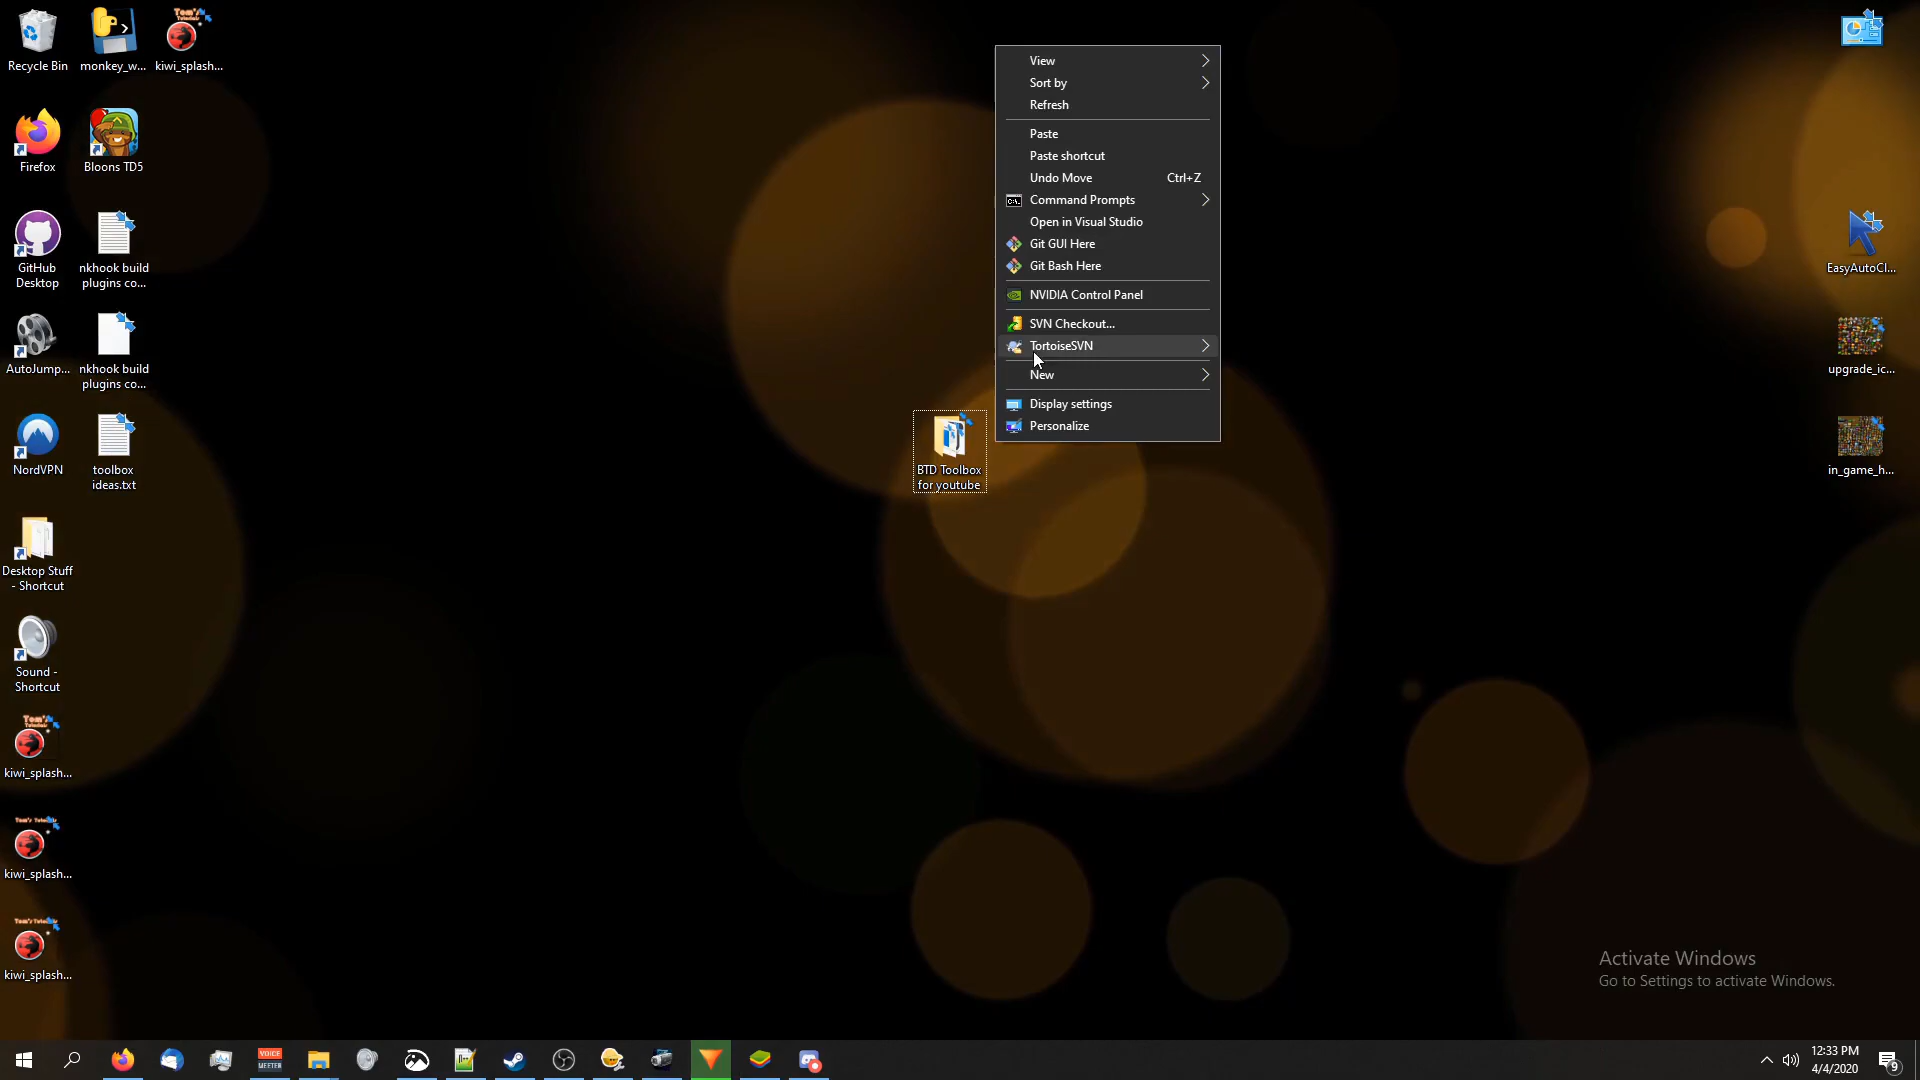 Recycle Bin
monkey_w...
kiwi_splash...
Firefox
Bloons TD5
GitHub
Desktop
nkhook build
plugins co...
AutoJump...
nkhook build
plugins co...
NordVPN
toolbox
ideas.txt
Desktop Stuff
- Shortcut
Sound -
Shortcut
kiwi_splash...
kiwi_splash...
kiwi_splash...
BTD Toolbox
for youtube
View
Sort by
Refresh
Paste
Paste shortcut
Undo Move Ctrl+Z
Command Prompts
Open in Visual Studio
Git GUI Here
Git Bash Here
NVIDIA Control Panel
SVN Checkout...
TortoiseSVN
New
Display settings
Personalize
EasyAutoCl...
upgrade_ic...
in_game_h...
Activate Windows
Go to Settings to activate Windows.
VOICE
MEETER
12:33 PM
4/4/2020
9